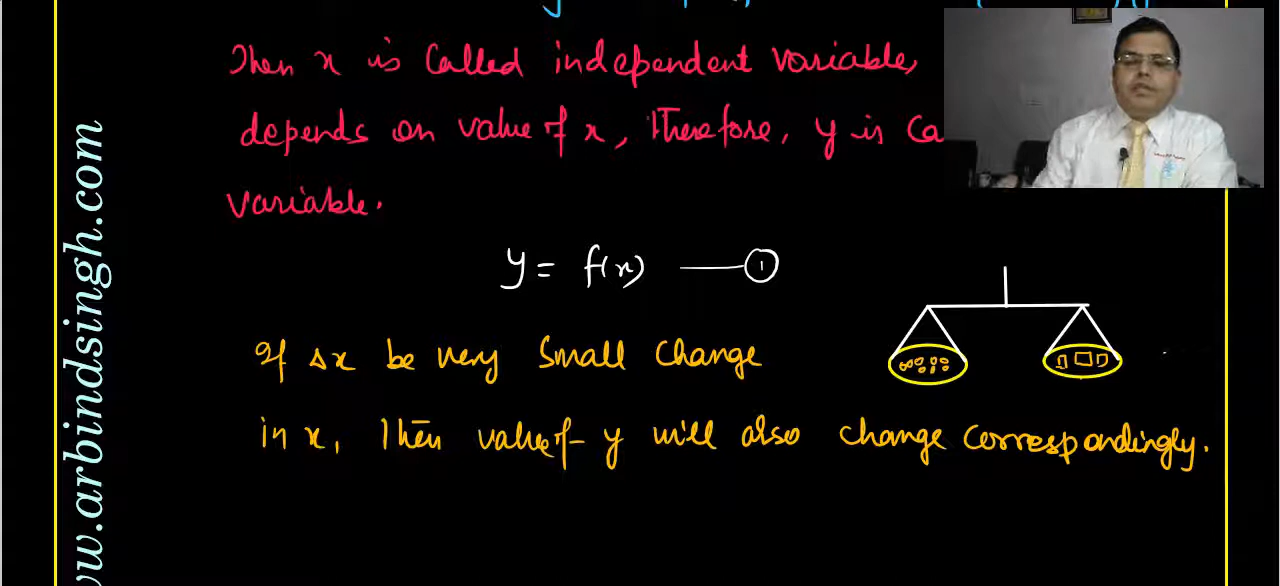 Then x is called independent variable,
depends on value of x, Therefore, y is ca
variable.
y = f(x) —— ①
If Δx be very small change
in x, Then value of y will also change correspondingly.
ww.arbindsingh.com